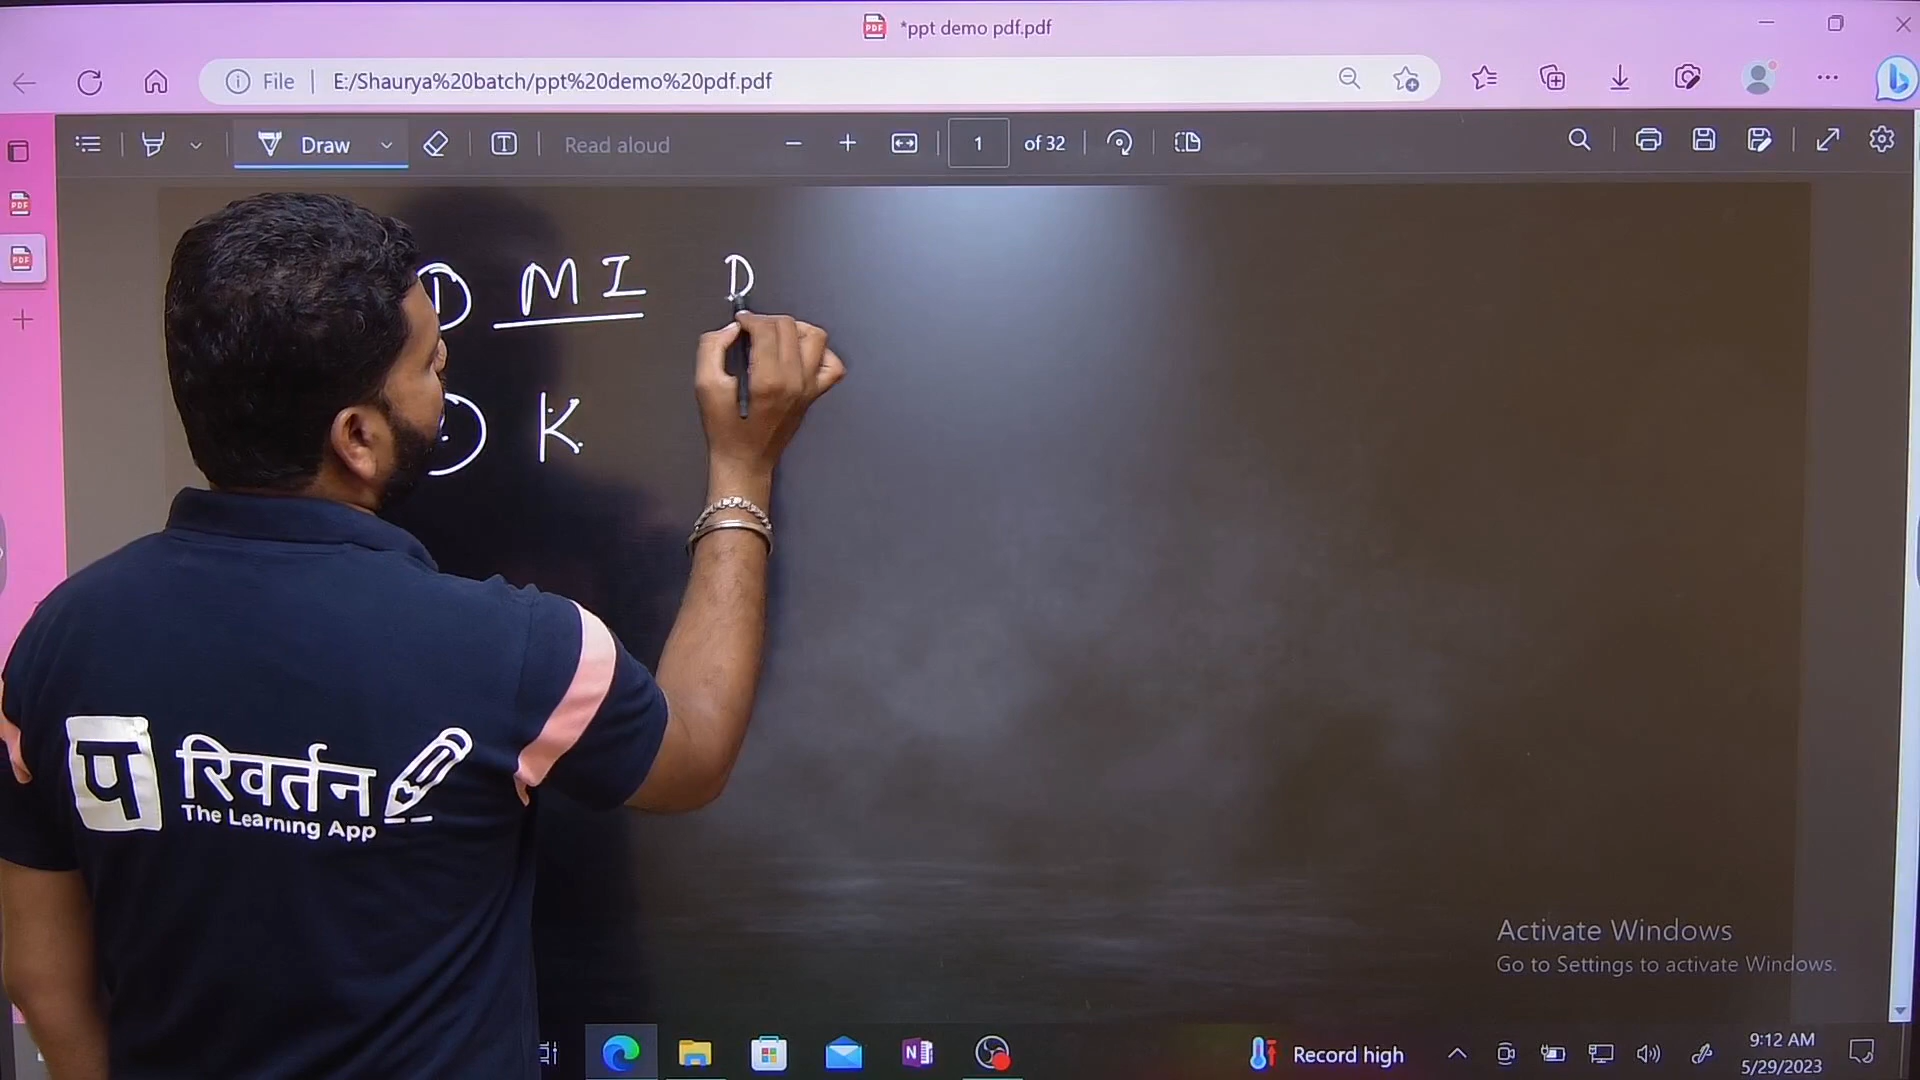 *ppt demo pdf.pdf
File E:/Shaurya%20batch/ppt%20demo%20pdf.pdf
Draw T Read aloud 1 of 32
MI D
K
परिवर्तन
The Learning App
Activate Windows
Go to Settings to activate Windows.
Record high 9:12 AM
5/29/2023